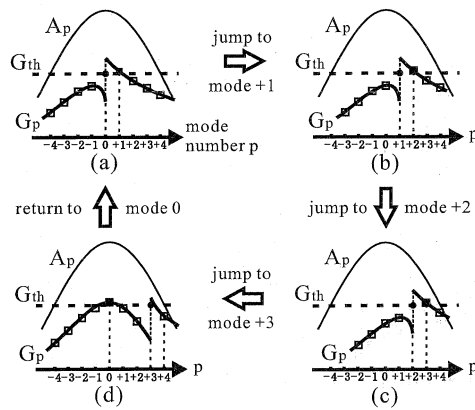 Ap
jump to
mode +1
Ap
Gth
Gth
Gp
Gp
mode
number p
-4-3-2-1 0 +1+2+3+4
(a)
p
-4-3-2-1 0 +1+2+3+4
(b)
return to
mode 0
jump to
mode +2
Ap
jump to
mode +3
Ap
Gth
Gth
Gp
Gp
-4-3-2-1 0 +1+2+3+4
p
(d)
-4-3-2-1 0 +1+2+3+4
p
(c)